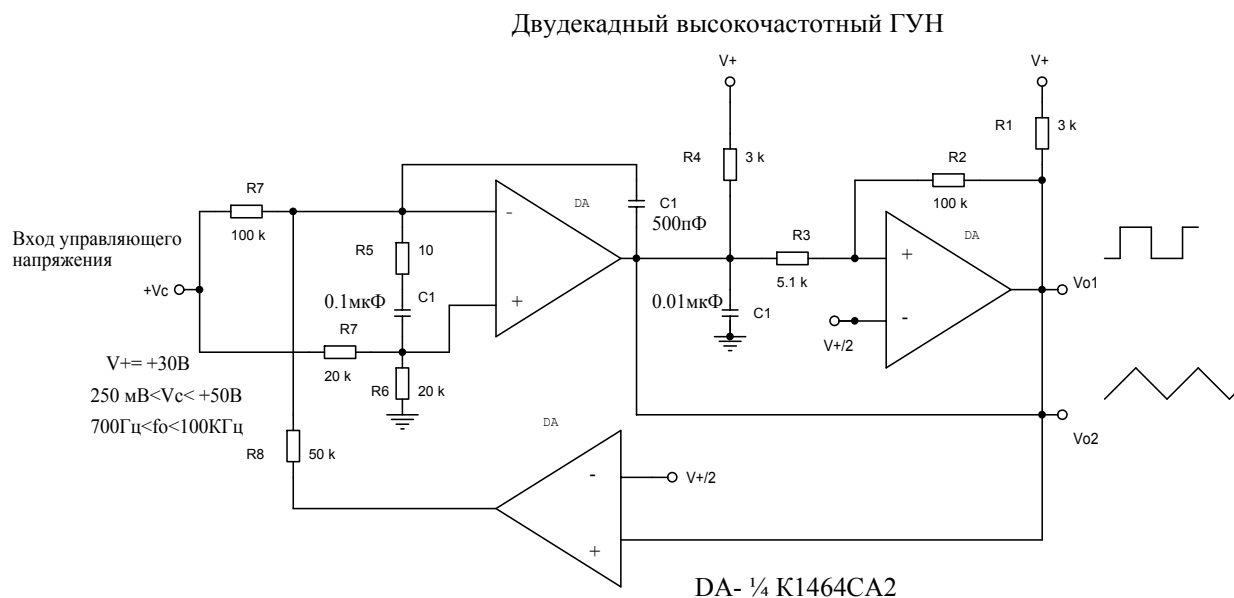 Двудекадный высокочастотный ГУН
V+
V+
R1
3 k
R4
3 k
R2
100 k
R7
100 k
DA
C1
500пФ
Вход управляющего
напряжения
R5
10
-
R3
5.1 k
DA
+
+Vc
0.1мкФ
C1
+
0.01мкФ
C1
V+/2
-
Vo1
R7
20 k
V+= +30В
250 мВ<Vc< +50В
700Гц<fo<100КГц
R6
20 k
DA
Vo2
R8
50 k
-
V+/2
+
DA- ¼ К1464СА2